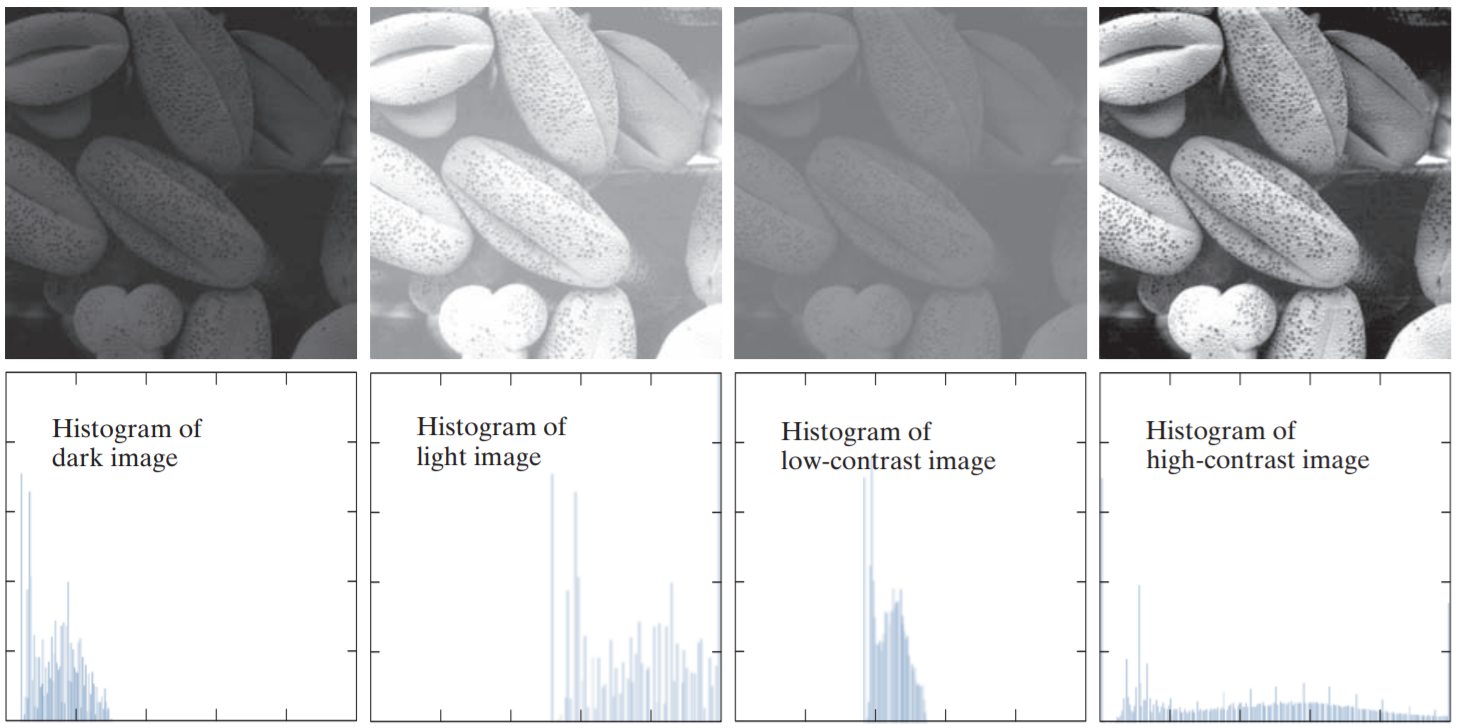 Histogram of
dark image
Histogram of
light image
Histogram of
low-contrast image
Histogram of
high-contrast image